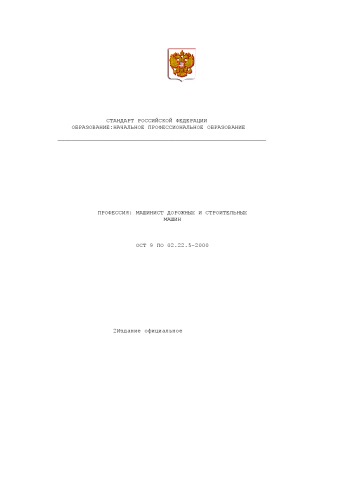 СТАНДАРТ РОССИЙСКОЙ ФЕДЕРАЦИИ
ОБРАЗОВАНИЕ:НАЧАЛЬНОЕ ПРОФЕССИОНАЛЬНОЕ ОБРАЗОВАНИЕ
ПРОФЕССИЯ: МАШИНИСТ ДОРОЖНЫХ И СТРОИТЕЛЬНЫХ
МАШИН
ОСТ 9 ПО 02.22.5-2000
Издание официальное